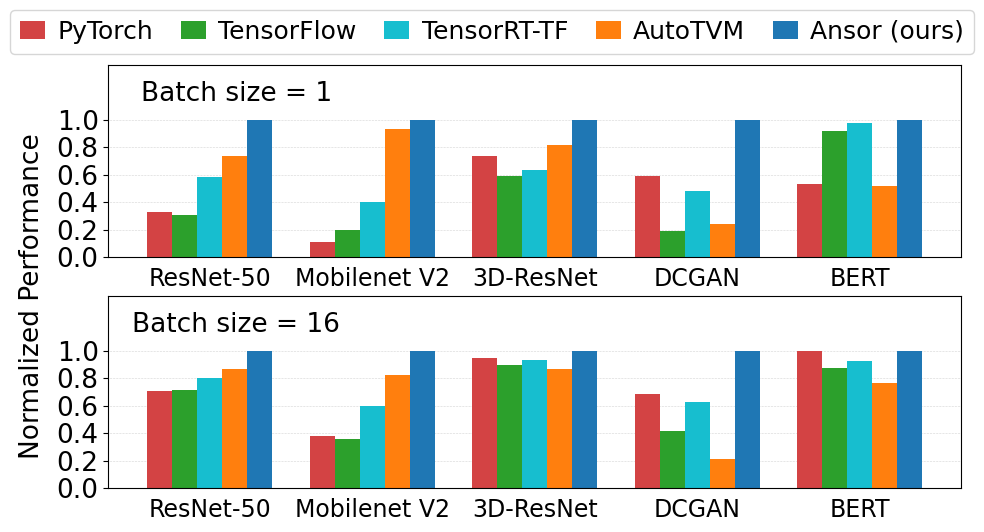 PyTorch TensorFlow TensorRT-TF AutoTVM Ansor (ours)
Normalized Performance
Batch size = 1
1.0
0.8
0.6
0.4
0.2
0.0
ResNet-50 Mobilenet V2 3D-ResNet DCGAN BERT
Batch size = 16
1.0
0.8
0.6
0.4
0.2
0.0
ResNet-50 Mobilenet V2 3D-ResNet DCGAN BERT